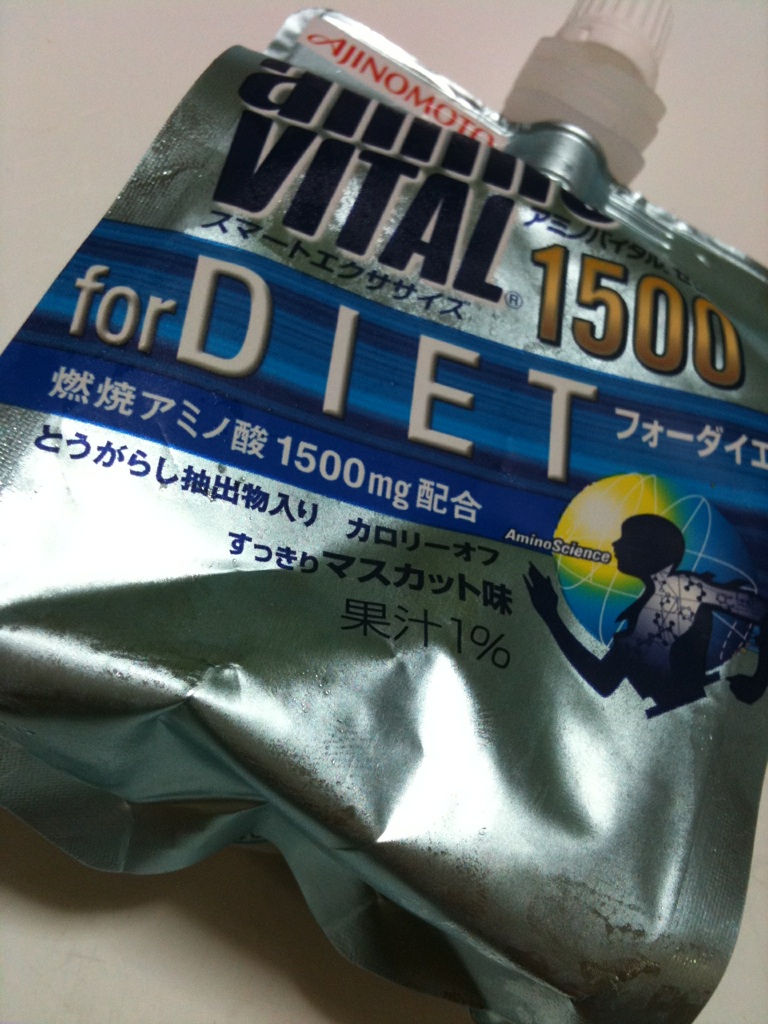 AJINOMOTO
amino
VITAL®
アミノバイタル
スマートエクササイズ
1500
for DIET
フォーダイエ
燃焼アミノ酸1500mg配合
とうがらし抽出物入り カロリーオフ
すっきりマスカット味
果汁1%
AminoScience